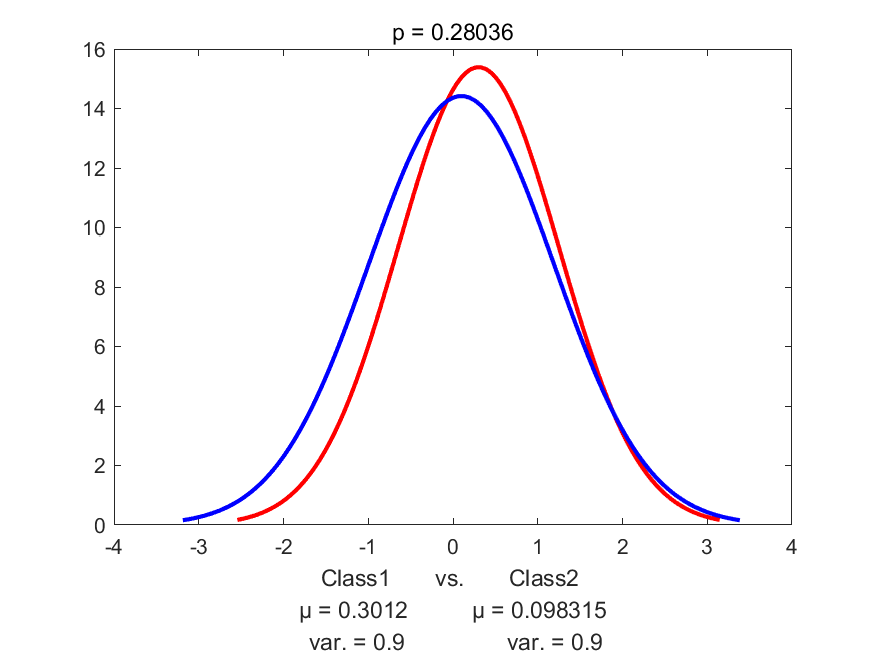 p = 0.28036
16
14
12
10
8
6
4
2
0
-4 -3 -2 -1 0 1 2 3 4
Class1 vs. Class2
μ = 0.3012 μ = 0.098315
var. = 0.9 var. = 0.9